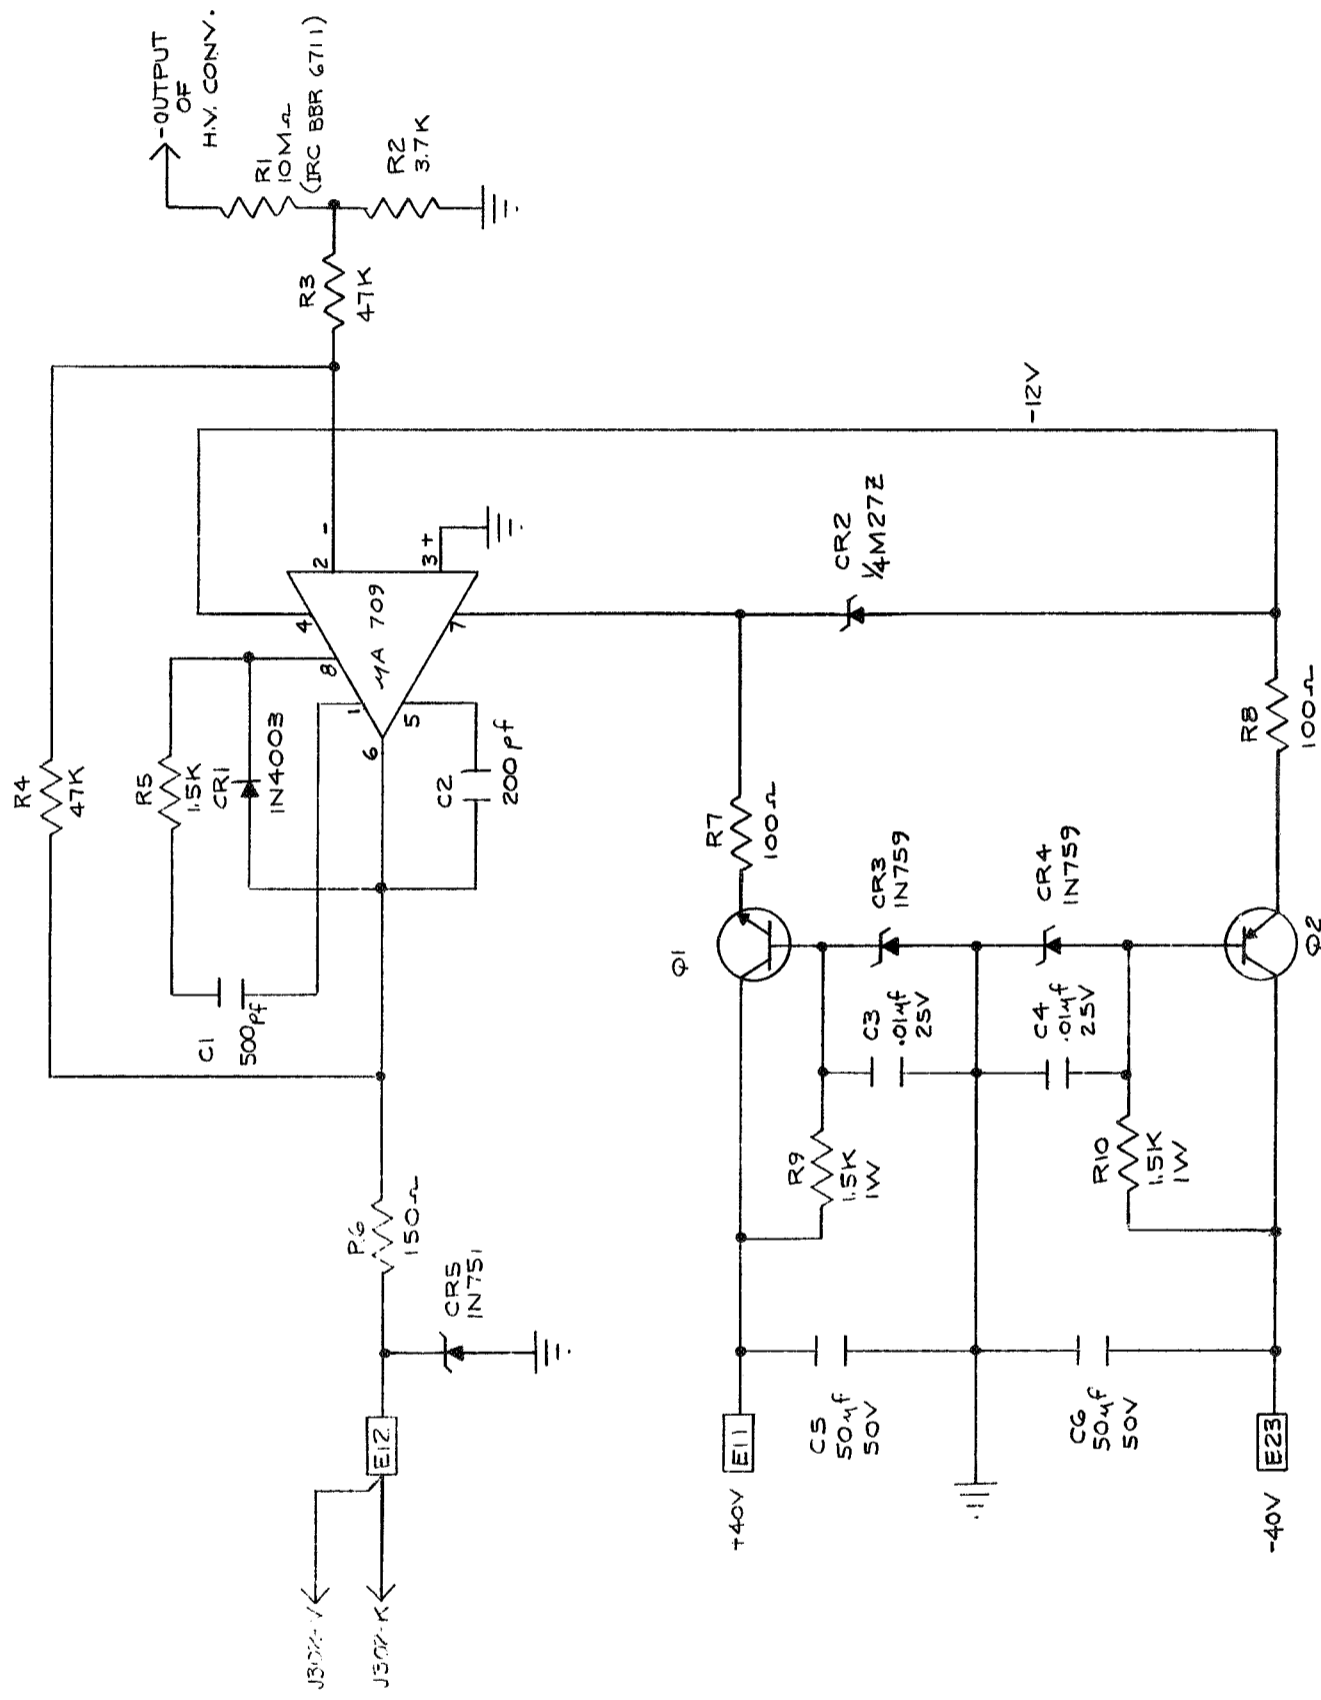 -OUTPUT
OF
H.V. CONV.
R1
10MΩ
(IRC BBR 6711)
R2
3.7K
R3
47K
R4
47K
R5
1.5K
CR1
1N4003
C1
500pf
C2
200pf
μA 709
2 -
3 +
4
8
1
6
5
7
-12V
CR2
¼M27Z
R6
150Ω
CR5
1N751
E12
R7
100Ω
R8
100Ω
Q1
Q2
CR3
1N759
CR4
1N759
C3
.01μf
25V
C4
.01μf
25V
R9
1.5K
1W
R10
1.5K
1W
C5
50μf
50V
C6
50μf
50V
+40V
E11
-40V
E23